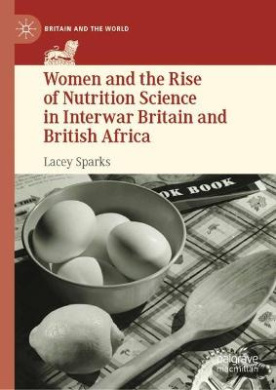 BRITAIN AND THE WORLD
Women and the Rise
of Nutrition Science
in Interwar Britain and
British Africa
Lacey Sparks
OK BOOK
palgrave
macmillan